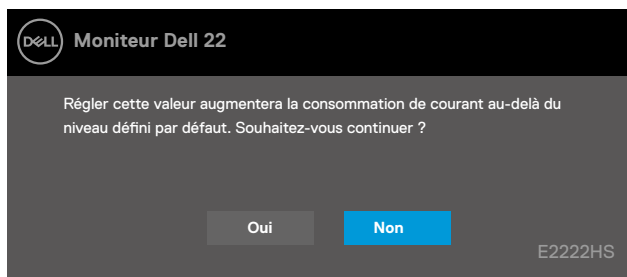 DELL Moniteur Dell 22
Régler cette valeur augmentera la consommation de courant au-delà du
niveau défini par défaut. Souhaitez-vous continuer ?
Oui Non
E2222HS